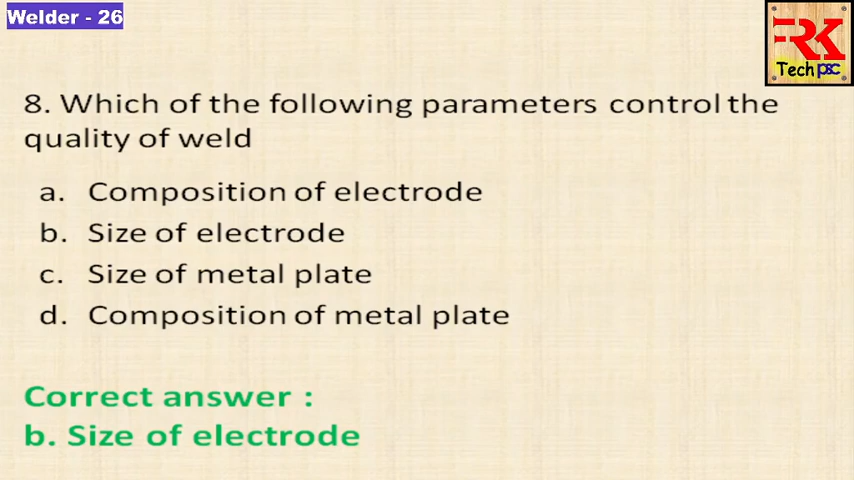 Welder - 26
RK
Tech psc
8. Which of the following parameters control the
quality of weld
a. Composition of electrode
b. Size of electrode
c. Size of metal plate
d. Composition of metal plate
Correct answer :
b. Size of electrode